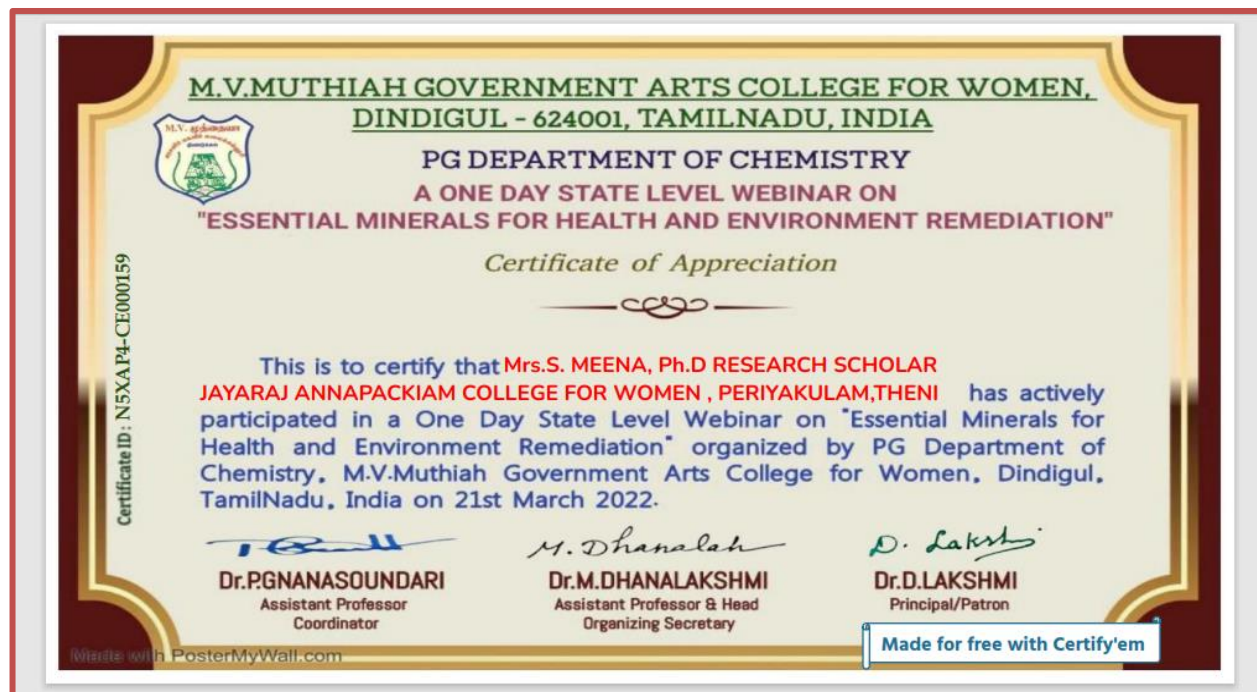 M.V.MUTHIAH GOVERNMENT ARTS COLLEGE FOR WOMEN,
DINDIGUL - 624001, TAMILNADU, INDIA
M.V.
PG DEPARTMENT OF CHEMISTRY
A ONE DAY STATE LEVEL WEBINAR ON
"ESSENTIAL MINERALS FOR HEALTH AND ENVIRONMENT REMEDIATION"
Certificate of Appreciation
Certificate ID: N5XAP4-CE000159
This is to certify that Mrs.S. MEENA, Ph.D RESEARCH SCHOLAR
JAYARAJ ANNAPACKIAM COLLEGE FOR WOMEN , PERIYAKULAM,THENI has actively
participated in a One Day State Level Webinar on "Essential Minerals for
Health and Environment Remediation" organized by PG Department of
Chemistry, M.V.Muthiah Government Arts College for Women, Dindigul,
TamilNadu, India on 21st March 2022.
M. Dhanalah
D. Lakshi
Dr.P.GNANASOUNDARI
Dr.M.DHANALAKSHMI
Dr.D.LAKSHMI
Assistant Professor
Assistant Professor & Head
Principal/Patron
Coordinator
Organizing Secretary
Made with PosterMyWall.com
Made for free with Certify'em